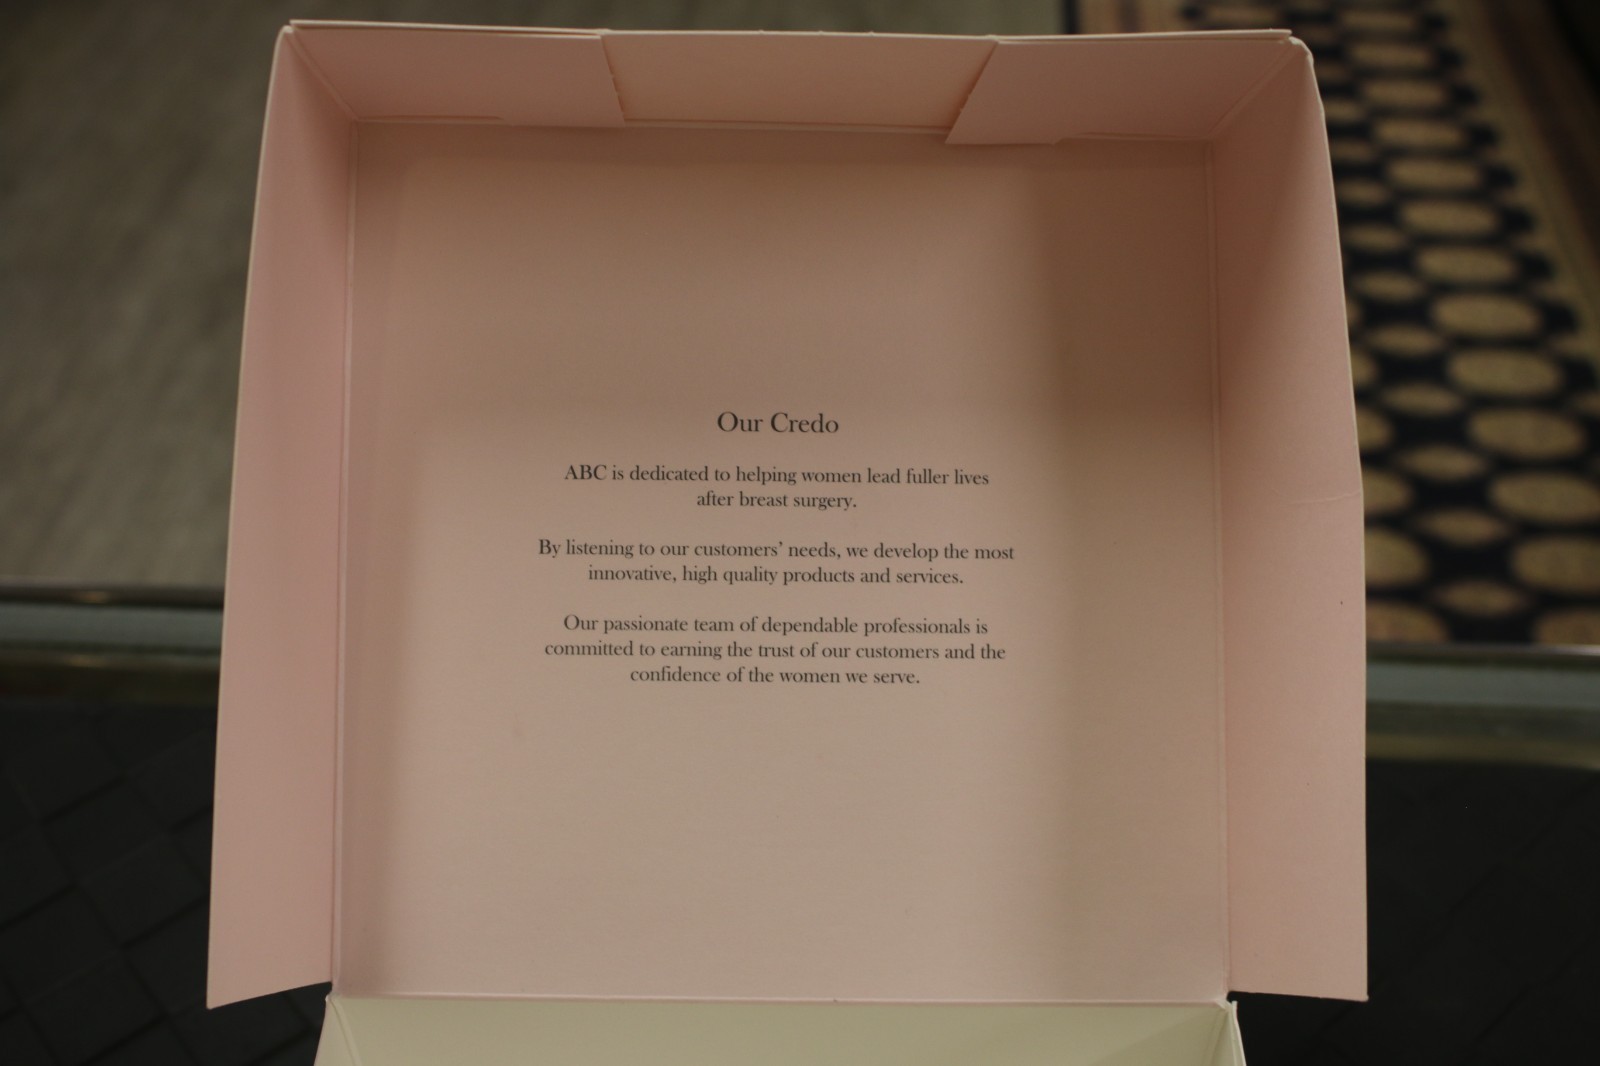 Our Credo
ABC is dedicated to helping women lead fuller lives
after breast surgery.
By listening to our customers’ needs, we develop the most
innovative, high quality products and services.
Our passionate team of dependable professionals is
committed to earning the trust of our customers and the
confidence of the women we serve.